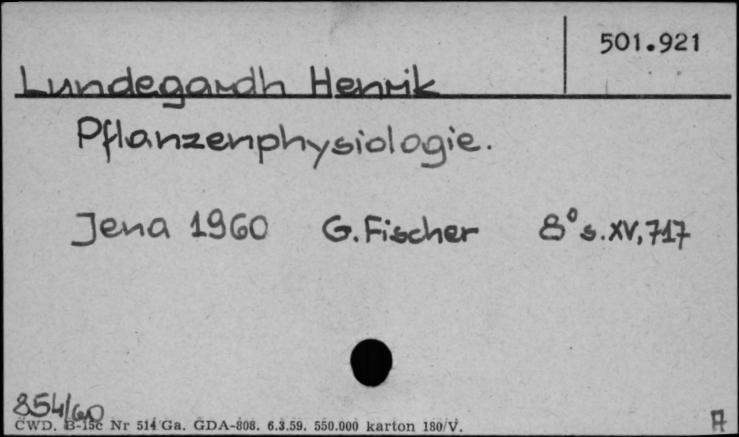 501.921
Lundegardh Henrik
Pflanzenphysiologie.
Jena 1960 G. Fischer 8° s. XV, 717
854/60
CWD. B-15c Nr 514 Ga. GDA-808. 6.3.59. 550.000 karton 180/V.
A